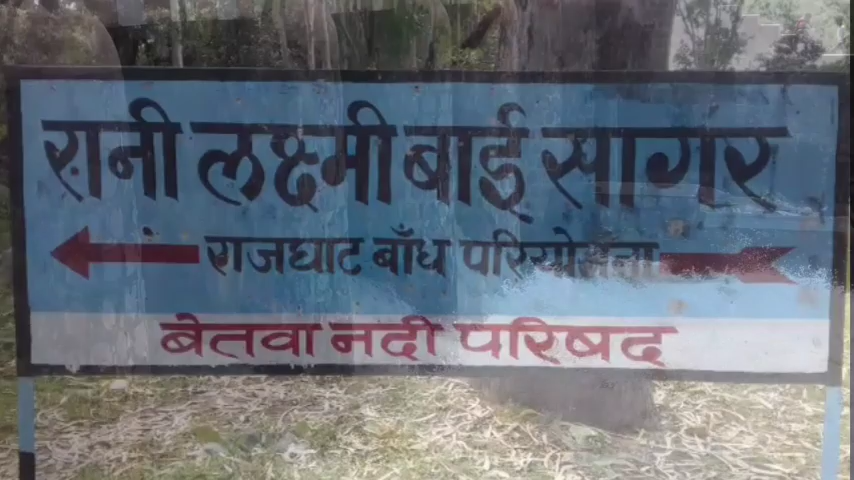 रानी लक्ष्मी बाई सागर
राजघाट बाँध परियोजना
बेतवा नदी परिषद